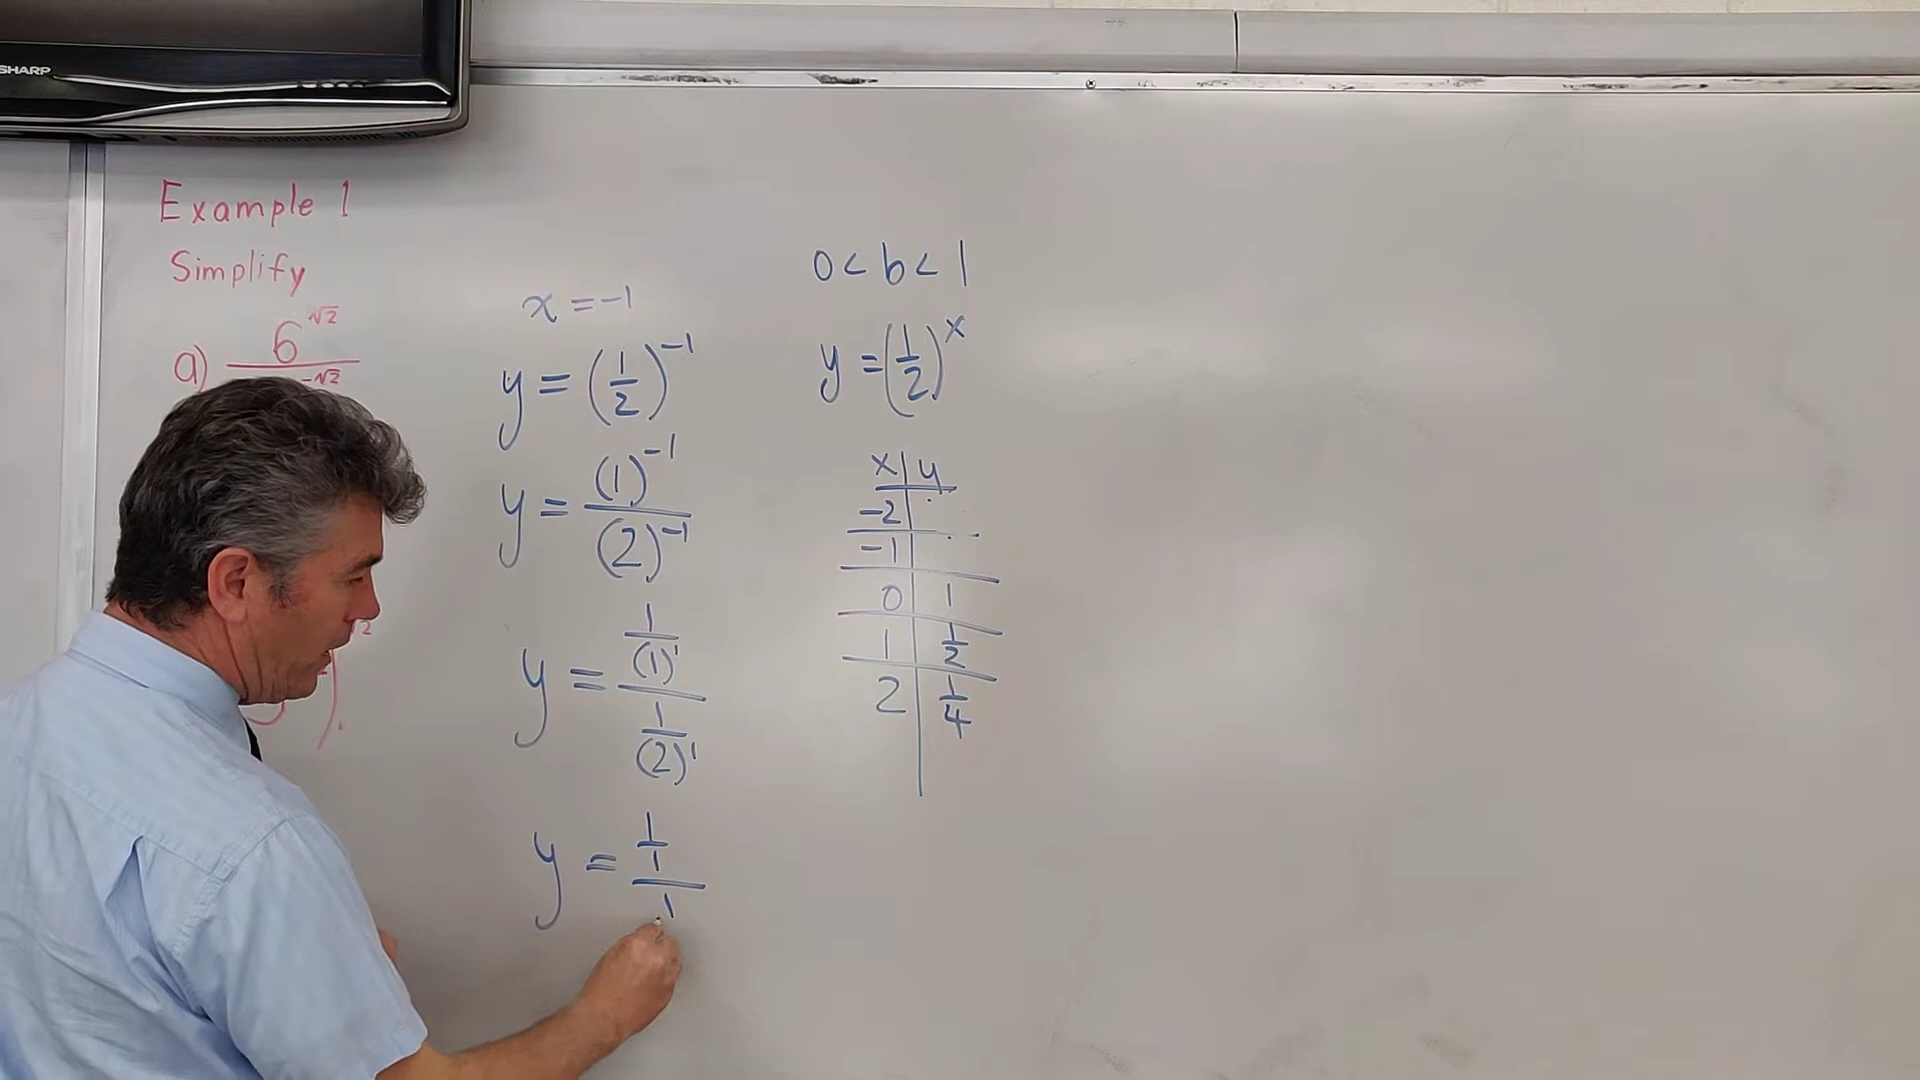 SHARP
Example 1
Simplify
a) 6^√2 / ^-√2
x = -1
y = (1/2)^-1
y = (1)^-1 / (2)^-1
y = 1/(1)^1 / 1/(2)^1
y = 1/1 / 1
0 < b < 1
y = (1/2)^x
x | y
-2
-1
0 | 1
1 | 1/2
2 | 1/4